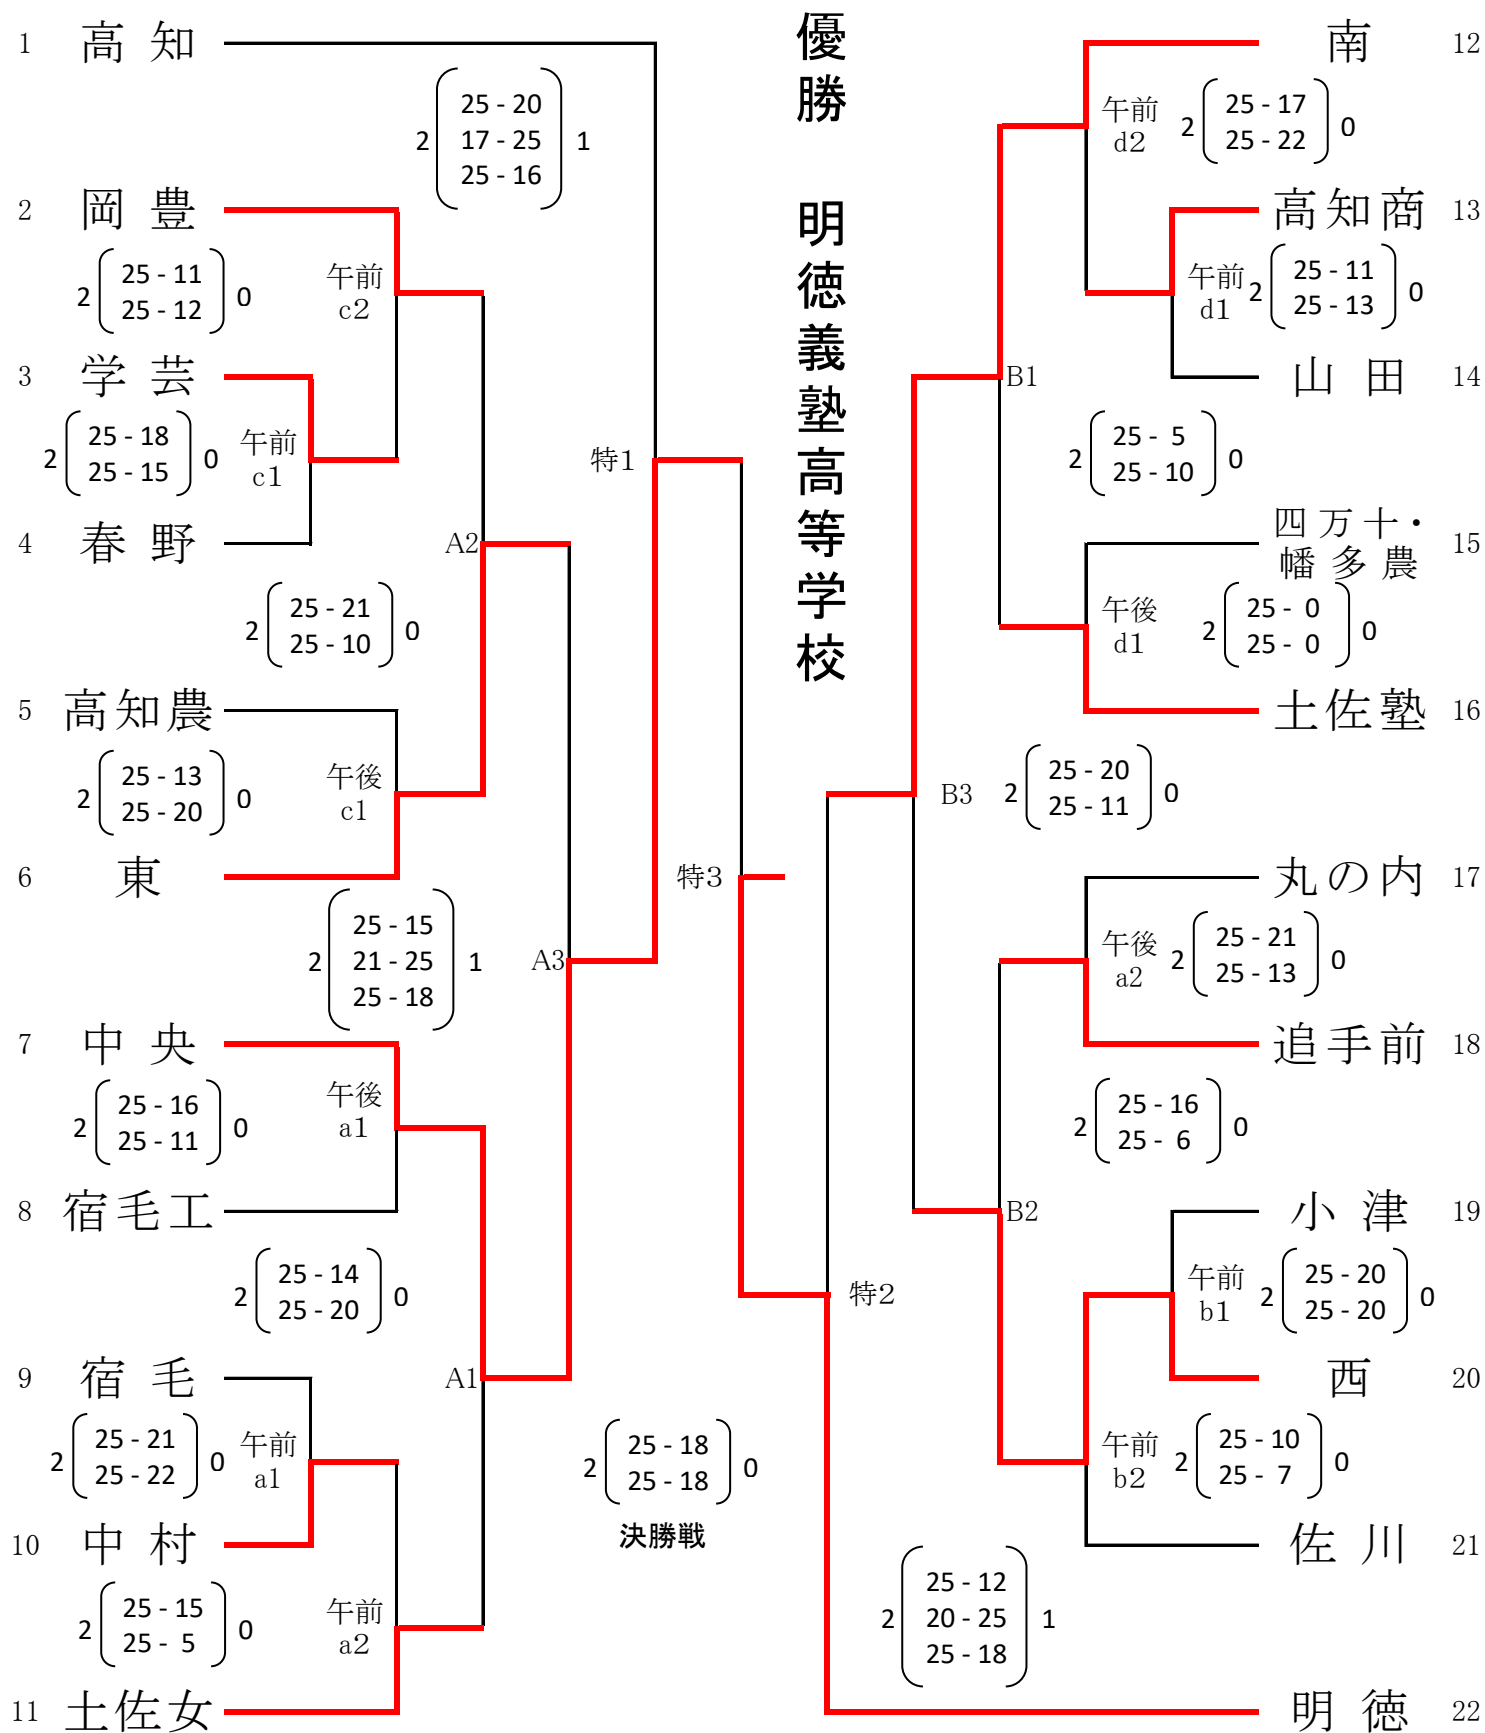 優勝　明徳義塾高等学校
1 高知
2 ( 25 - 20
17 - 25
25 - 16 ) 1
2 岡豊
2 ( 25 - 11
25 - 12 ) 0
午前
c2
3 学芸
2 ( 25 - 18
25 - 15 ) 0
午前
c1
4 春野
A2
2 ( 25 - 21
25 - 10 ) 0
5 高知農
2 ( 25 - 13
25 - 20 ) 0
午後
c1
6 東
2 ( 25 - 15
21 - 25
25 - 18 ) 1
A3
7 中央
2 ( 25 - 16
25 - 11 ) 0
午後
a1
8 宿毛工
2 ( 25 - 14
25 - 20 ) 0
9 宿毛
A1
2 ( 25 - 21
25 - 22 ) 0
午前
a1
10 中村
2 ( 25 - 15
25 - 5 ) 0
午前
a2
11 土佐女
特1
特3
特2
2 ( 25 - 18
25 - 18 ) 0
決勝戦
南 12
午前
d2
2 ( 25 - 17
25 - 22 ) 0
高知商 13
午前
d1
2 ( 25 - 11
25 - 13 ) 0
B1
山田 14
2 ( 25 - 5
25 - 10 ) 0
四万十・
幡多農 15
午後
d1
2 ( 25 - 0
25 - 0 ) 0
土佐塾 16
B3
2 ( 25 - 20
25 - 11 ) 0
丸の内 17
午後
a2
2 ( 25 - 21
25 - 13 ) 0
追手前 18
2 ( 25 - 16
25 - 6 ) 0
B2
小津 19
午前
b1
2 ( 25 - 20
25 - 20 ) 0
西 20
午前
b2
2 ( 25 - 10
25 - 7 ) 0
佐川 21
2 ( 25 - 12
20 - 25
25 - 18 ) 1
明徳 22